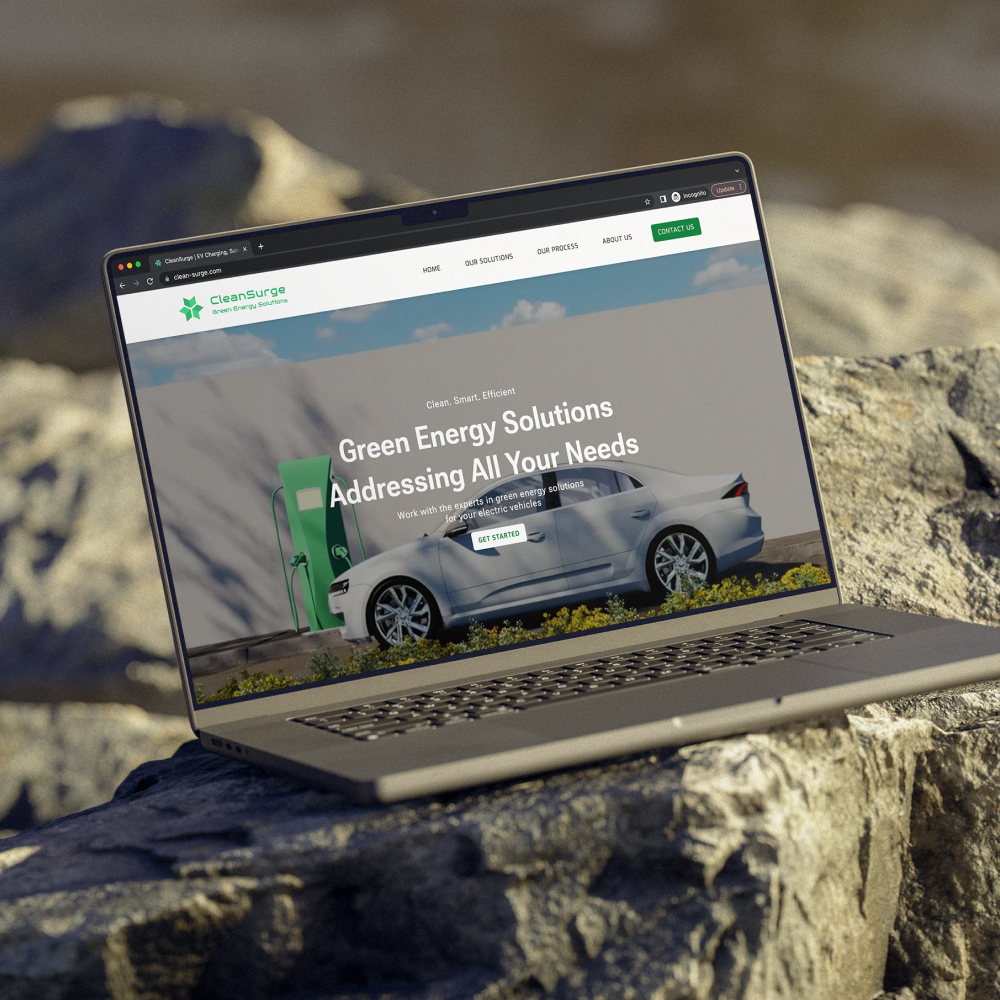 CleanSurge | EV Charging, Sol
clean-surge.com
Incognito
Update
CleanSurge
Green Energy Solutions
HOME
OUR SOLUTIONS
OUR PROCESS
ABOUT US
CONTACT US
Clean. Smart. Efficient
Green Energy Solutions
Addressing All Your Needs
Work with the experts in green energy solutions
for your electric vehicles
GET STARTED